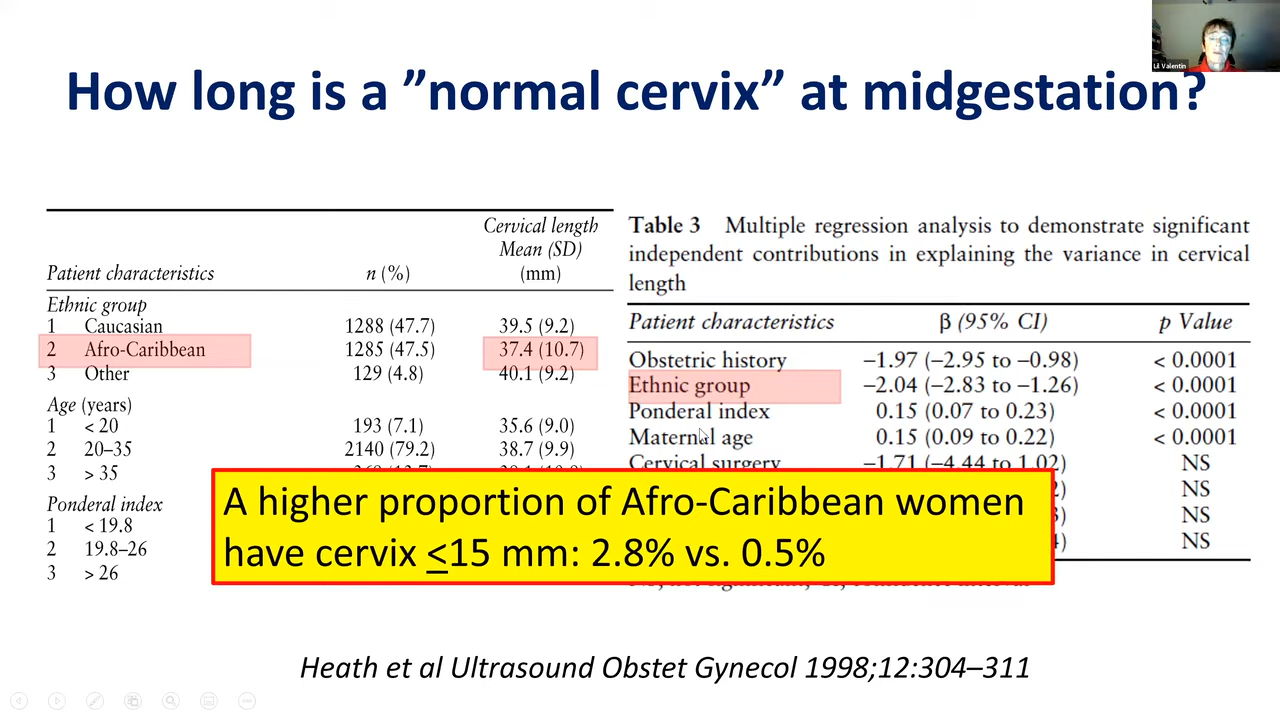 Lil Valentin
How long is a ”normal cervix” at midgestation?
Cervical length
Mean (SD)
Patient characteristics n (%) (mm)
Ethnic group
1 Caucasian 1288 (47.7) 39.5 (9.2)
2 Afro-Caribbean 1285 (47.5) 37.4 (10.7)
3 Other 129 (4.8) 40.1 (9.2)
Age (years)
1 < 20 193 (7.1) 35.6 (9.0)
2 20–35 2140 (79.2) 38.7 (9.9)
3 > 35
Ponderal index
1 < 19.8
2 19.8–26
3 > 26
Table 3 Multiple regression analysis to demonstrate significant
independent contributions in explaining the variance in cervical
length
Patient characteristics β (95% CI) p Value
Obstetric history −1.97 (−2.95 to −0.98) < 0.0001
Ethnic group −2.04 (−2.83 to −1.26) < 0.0001
Ponderal index 0.15 (0.07 to 0.23) < 0.0001
Maternal age 0.15 (0.09 to 0.22) < 0.0001
Cervical surgery −1.71 (−4.44 to 1.02) NS
NS
NS
NS
A higher proportion of Afro-Caribbean women
have cervix ≤15 mm: 2.8% vs. 0.5%
Heath et al Ultrasound Obstet Gynecol 1998;12:304–311